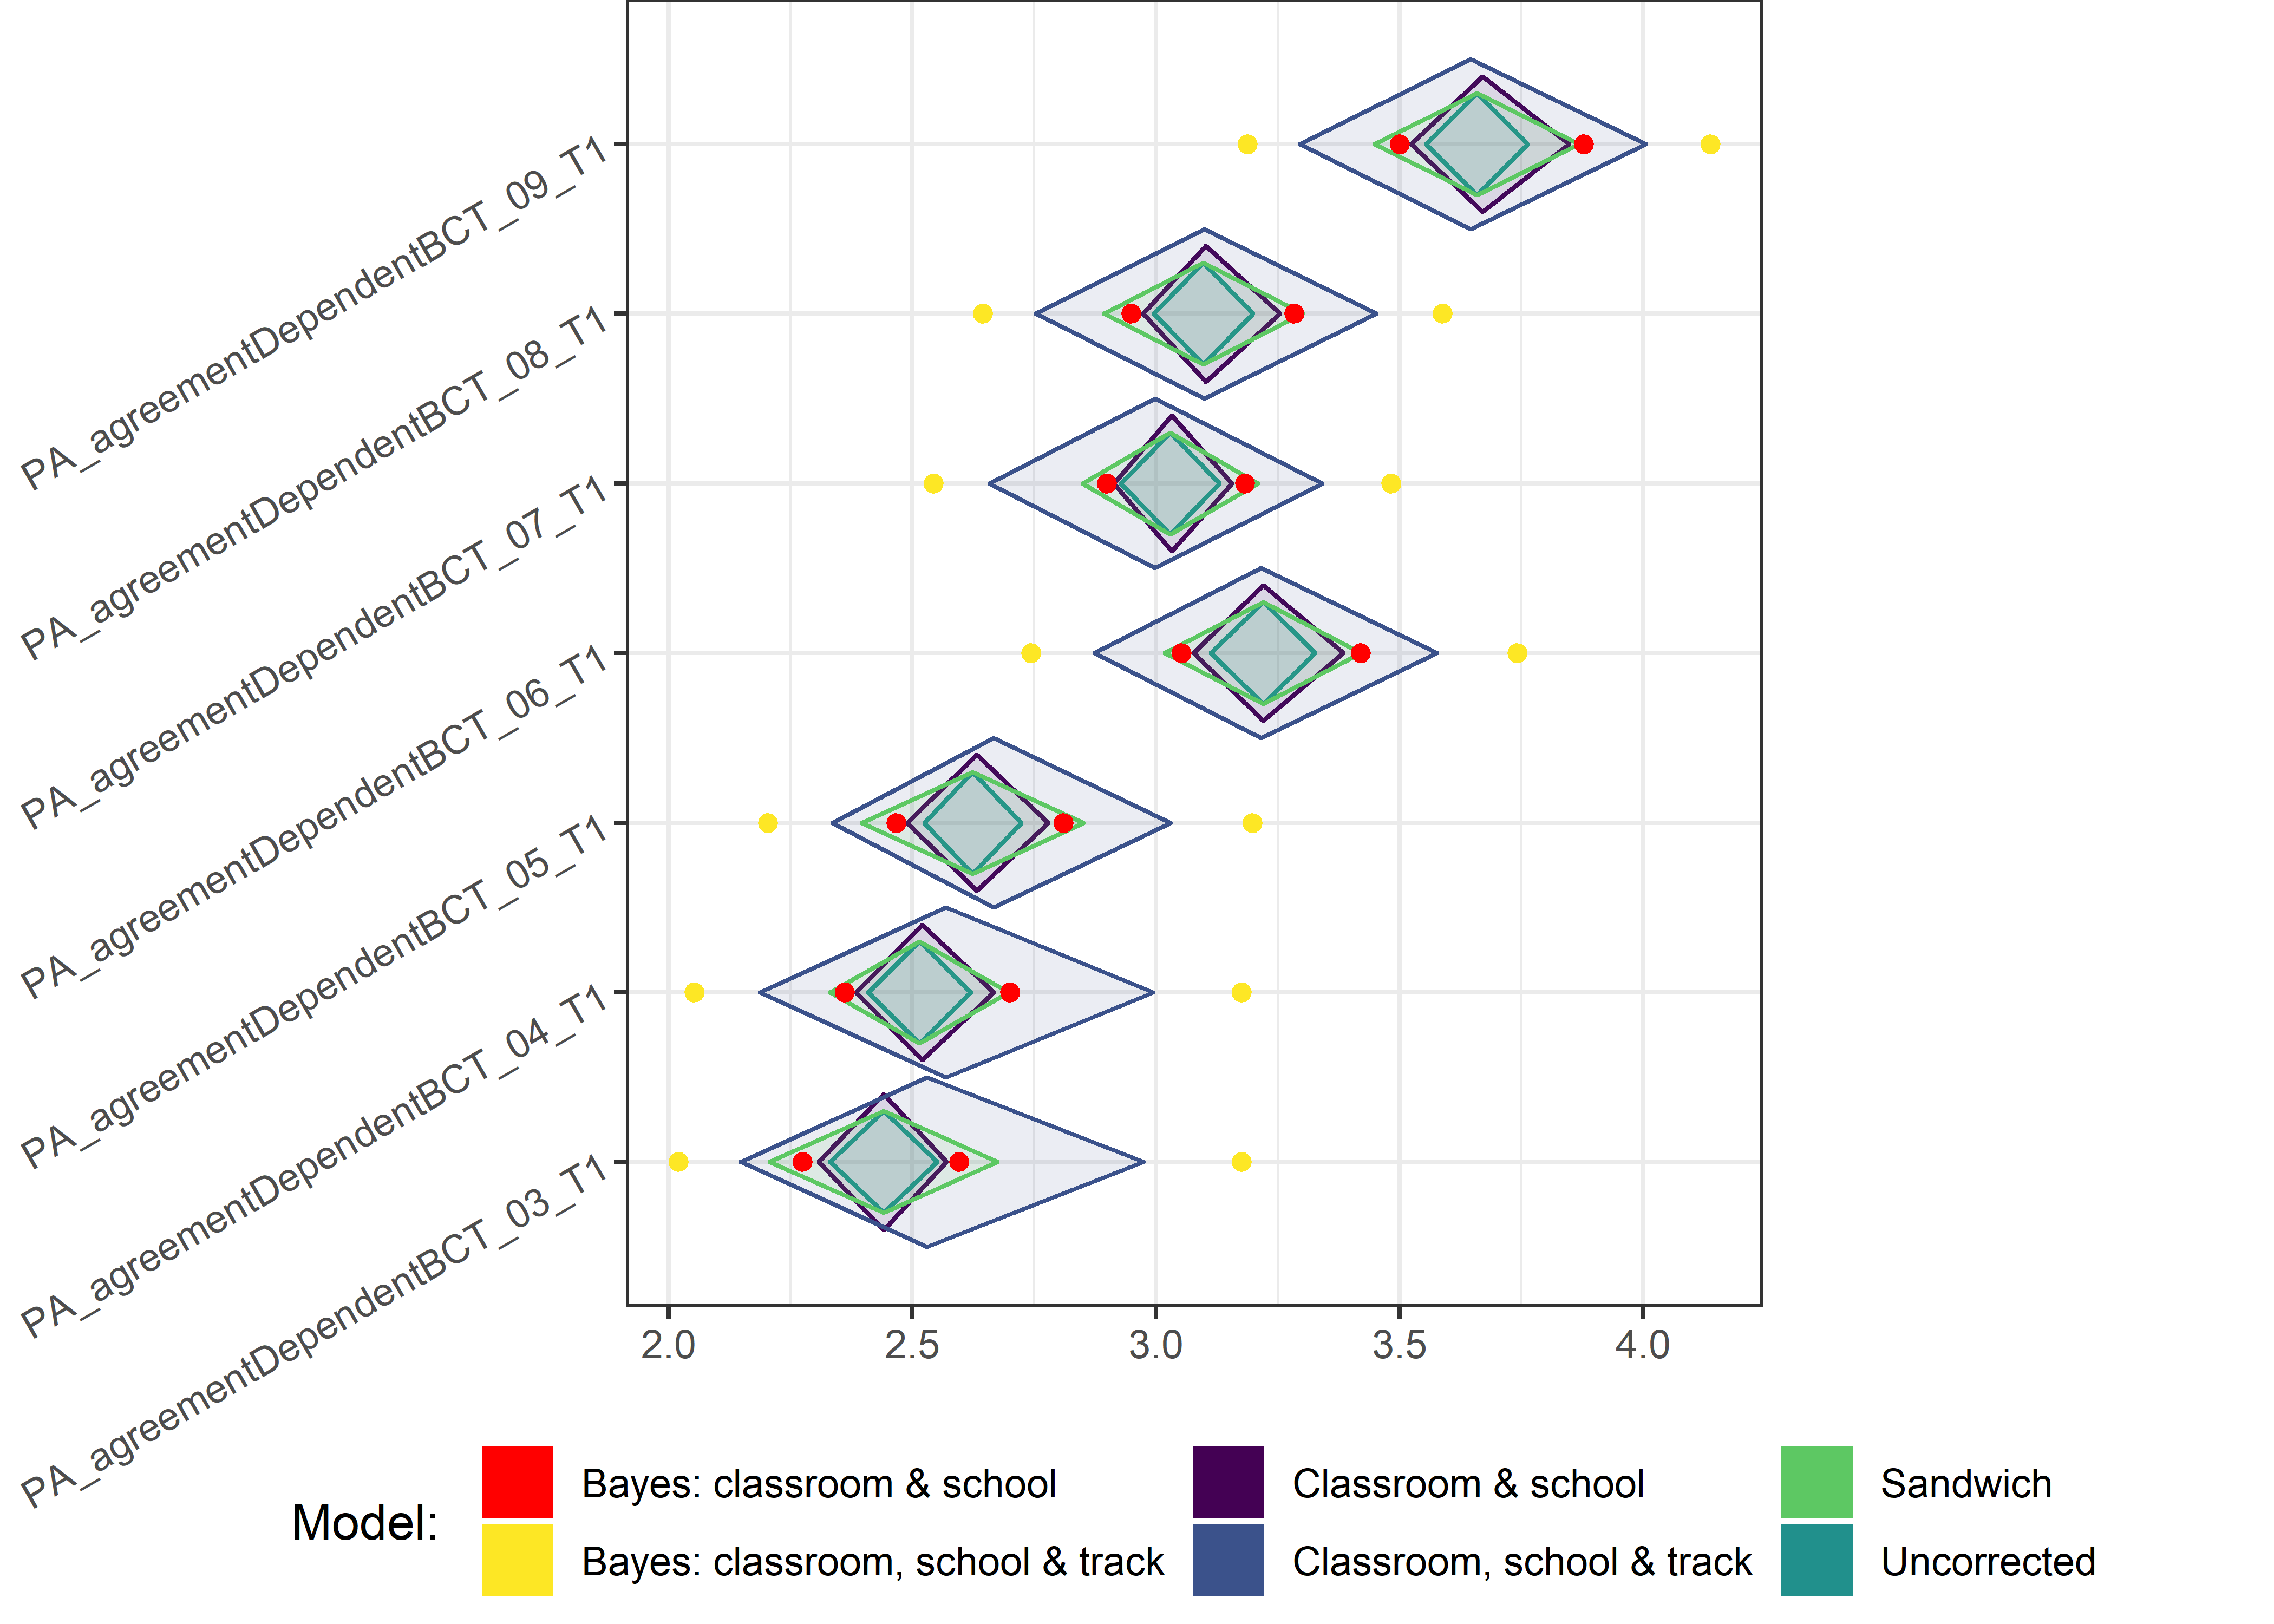 PA_agreementDependentBCT_09_T1
PA_agreementDependentBCT_08_T1
PA_agreementDependentBCT_07_T1
PA_agreementDependentBCT_06_T1
PA_agreementDependentBCT_05_T1
PA_agreementDependentBCT_04_T1
PA_agreementDependentBCT_03_T1
2.0 2.5 3.0 3.5 4.0
Model:
Bayes: classroom & school
Bayes: classroom, school & track
Classroom & school
Classroom, school & track
Sandwich
Uncorrected